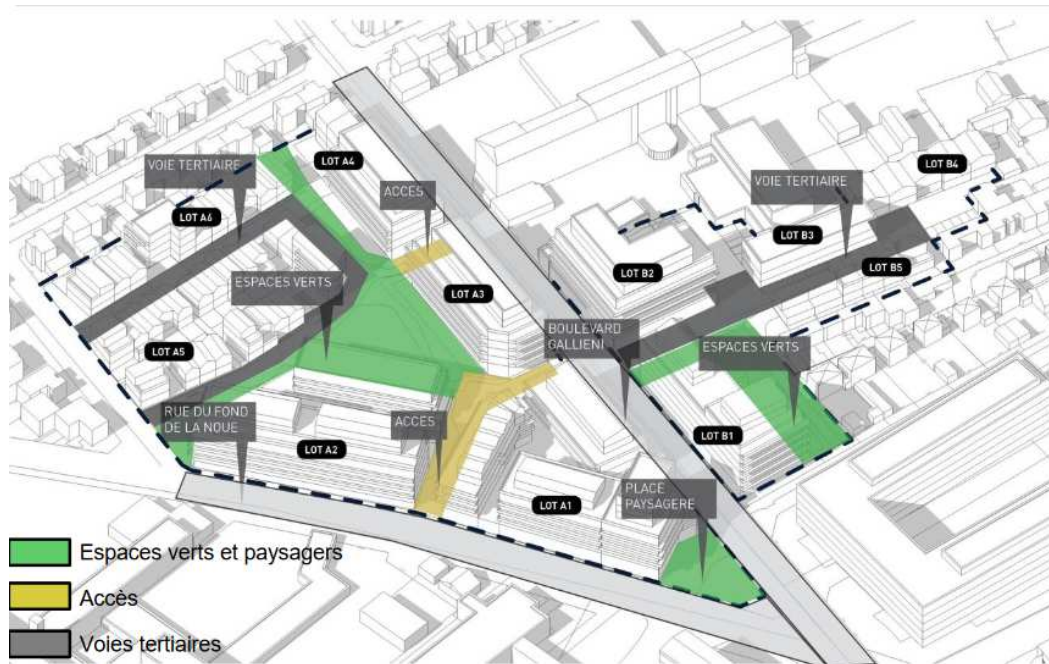 LOT A4
VOIE TERTIAIRE
ACCES
LOT B4
VOIE TERTIAIRE
LOT A6
LOT B3
LOT B5
LOT B2
ESPACES VERTS
LOT A3
BOULEVARD
GALLIENI
ESPACES VERTS
LOT A5
RUE DU FOND
DE LA NOUE
ACCES
LOT B1
LOT A2
PLACE
PAYSAGERE
LOT A1
Espaces verts et paysagers
Accès
Voies tertiaires